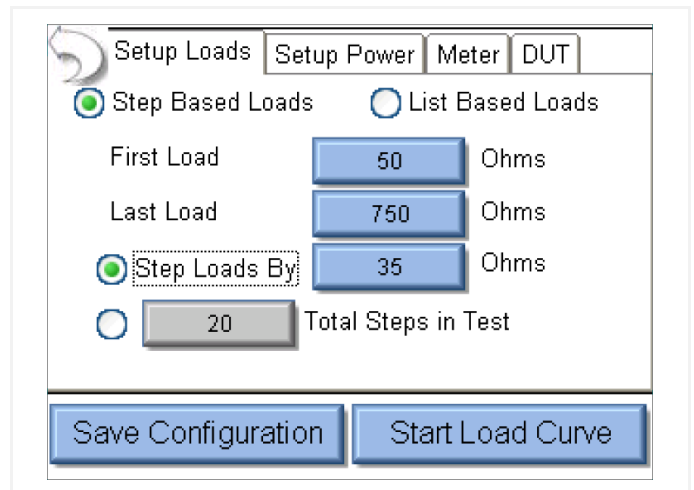 Setup Loads Setup Power Meter DUT
Step Based Loads List Based Loads
First Load 50 Ohms
Last Load 750 Ohms
Step Loads By 35 Ohms
20 Total Steps in Test
Save Configuration Start Load Curve